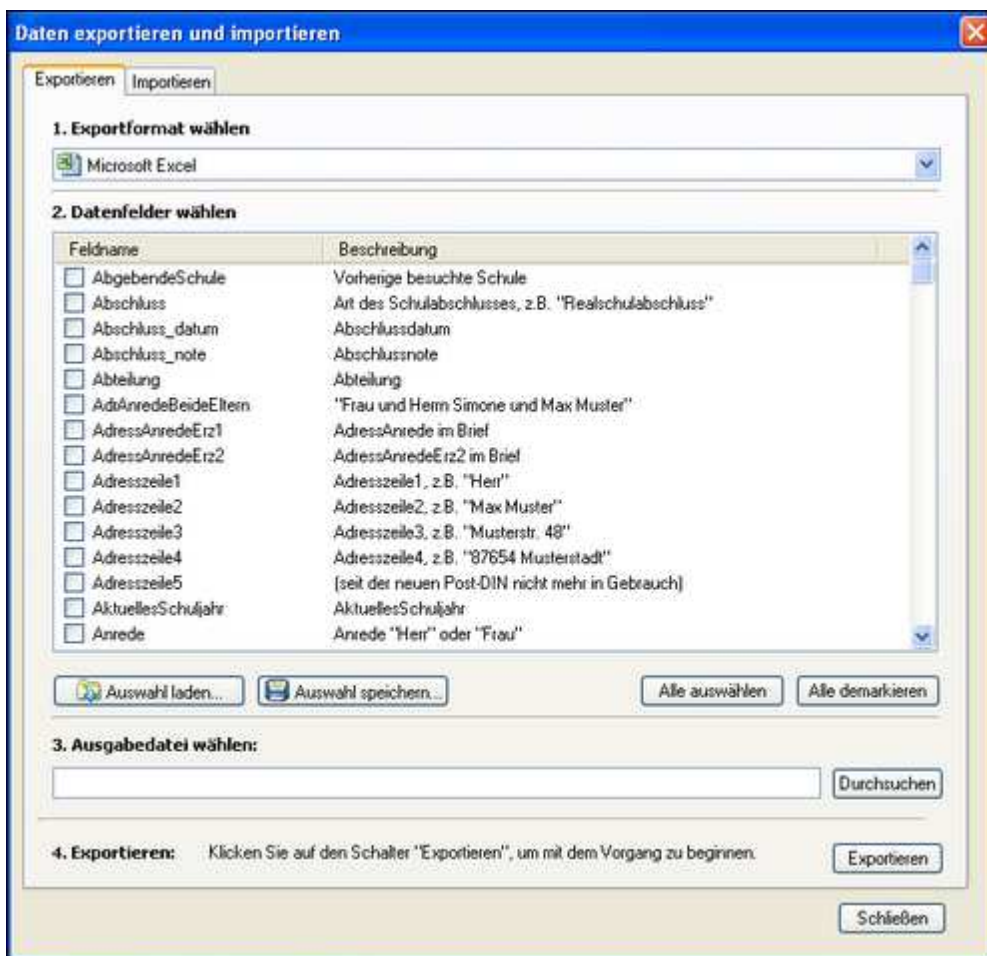 Daten exportieren und importieren
Exportieren Importieren
1. Exportformat wählen
Microsoft Excel
2. Datenfelder wählen
Feldname Beschreibung
AbgebendeSchule Vorherige besuchte Schule
Abschluss Art des Schulabschlusses, z.B. "Realschulabschluss"
Abschluss_datum Abschlussdatum
Abschluss_note Abschlussnote
Abteilung Abteilung
AdrAnredeBeideEltern "Frau und Herrn Simone und Max Muster"
AdressAnredeErz1 AdressAnrede im Brief
AdressAnredeErz2 AdressAnredeErz2 im Brief
Adresszeile1 Adresszeile1, z.B. "Herr"
Adresszeile2 Adresszeile2, z.B. "Max Muster"
Adresszeile3 Adresszeile3, z.B. "Musterstr. 48"
Adresszeile4 Adresszeile4, z.B. "87654 Musterstadt"
Adresszeile5 (seit der neuen Post-DIN nicht mehr in Gebrauch)
AktuellesSchuljahr AktuellesSchuljahr
Anrede Anrede "Herr" oder "Frau"
Auswahl laden... Auswahl speichern... Alle auswählen Alle demarkieren
3. Ausgabedatei wählen:
Durchsuchen
4. Exportieren: Klicken Sie auf den Schalter "Exportieren", um mit dem Vorgang zu beginnen. Exportieren
Schließen